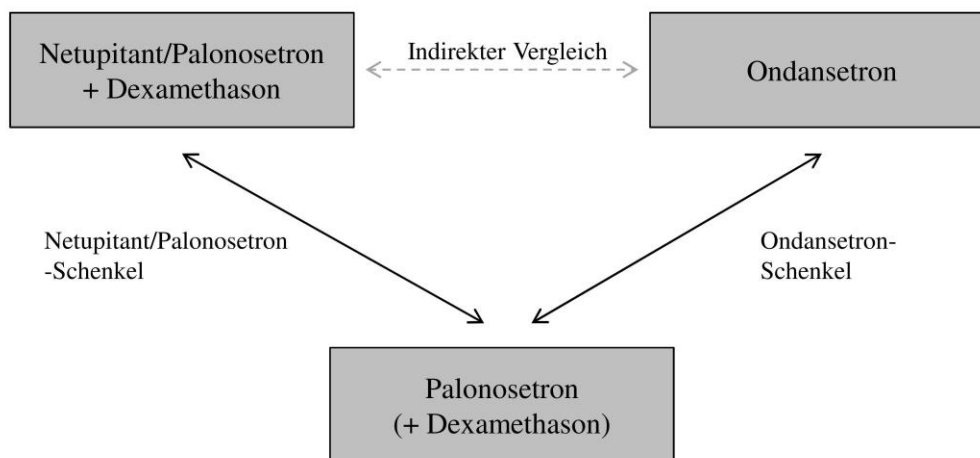 Netupitant/Palonosetron
+ Dexamethason
Indirekter Vergleich
Ondansetron
Netupitant/Palonosetron
-Schenkel
Ondansetron-
Schenkel
Palonosetron
(+ Dexamethason)